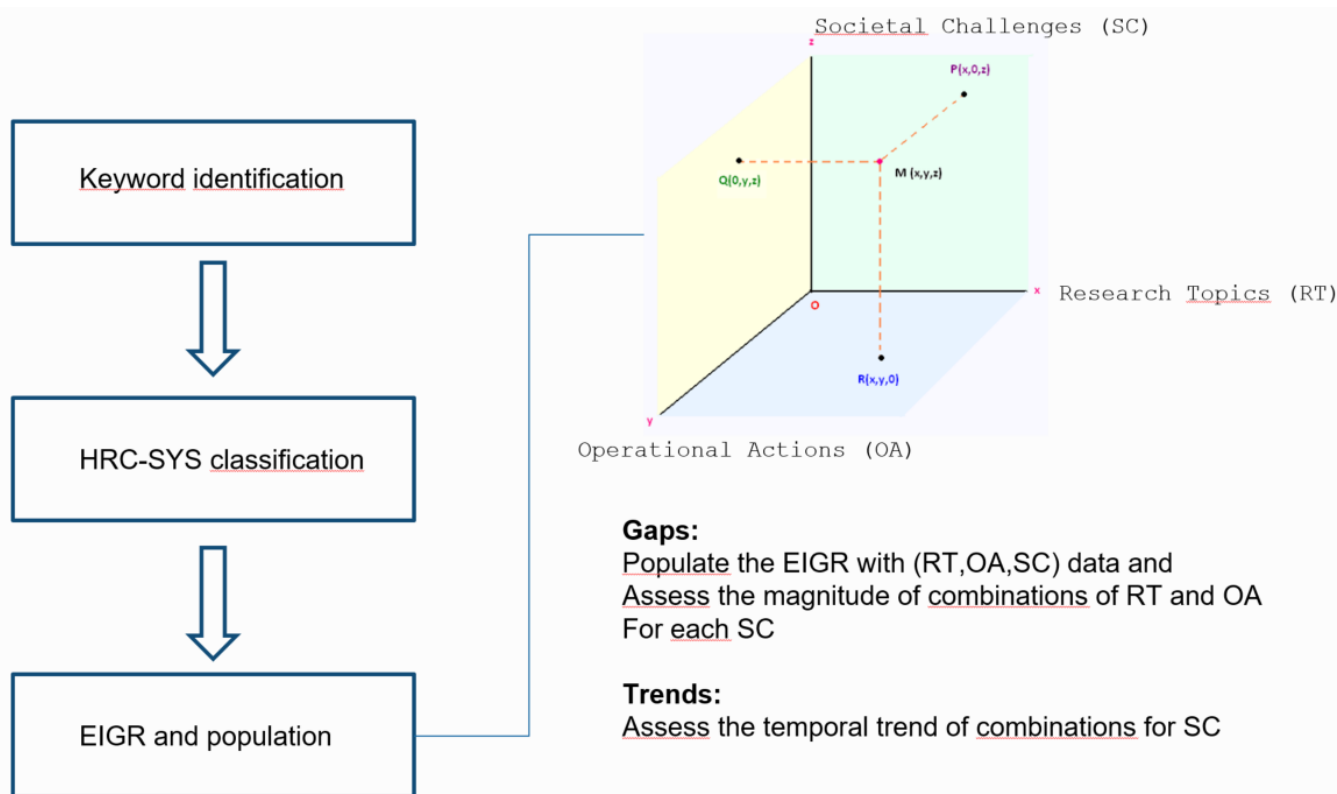 Societal Challenges (SC)
z
P(x,0,z)
Keyword identification
Q(0,y,z)
M (x,y,z)
x
Research Topics (RT)
O
R(x,y,0)
y
Operational Actions (OA)
HRC-SYS classification
Gaps:
Populate the EIGR with (RT,OA,SC) data and
Assess the magnitude of combinations of RT and OA
For each SC
Trends:
Assess the temporal trend of combinations for SC
EIGR and population